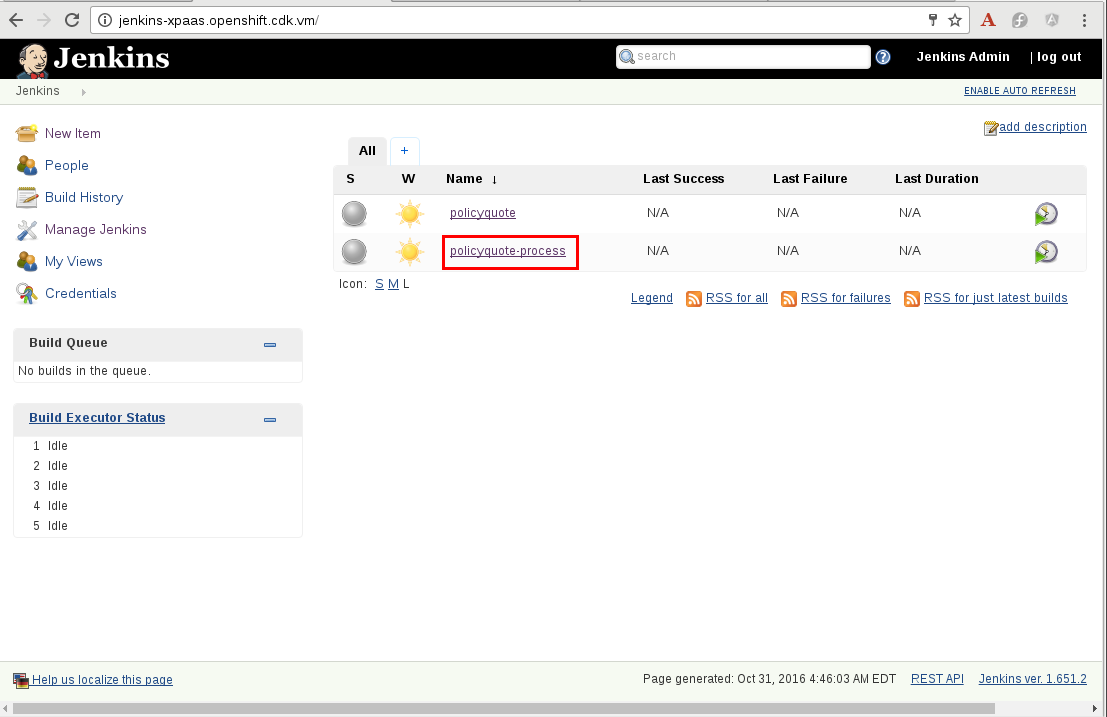 jenkins-xpaas.openshift.cdk.vm/
Jenkins
search
Jenkins Admin | log out
Jenkins
ENABLE AUTO REFRESH
New Item
People
Build History
Manage Jenkins
My Views
Credentials
Build Queue
No builds in the queue.
Build Executor Status
1 Idle
2 Idle
3 Idle
4 Idle
5 Idle
add description
All +
S W Name ↓ Last Success Last Failure Last Duration
policyquote N/A N/A N/A
policyquote-process N/A N/A N/A
Icon: S M L
Legend RSS for all RSS for failures RSS for just latest builds
Help us localize this page
Page generated: Oct 31, 2016 4:46:03 AM EDT REST API Jenkins ver. 1.651.2